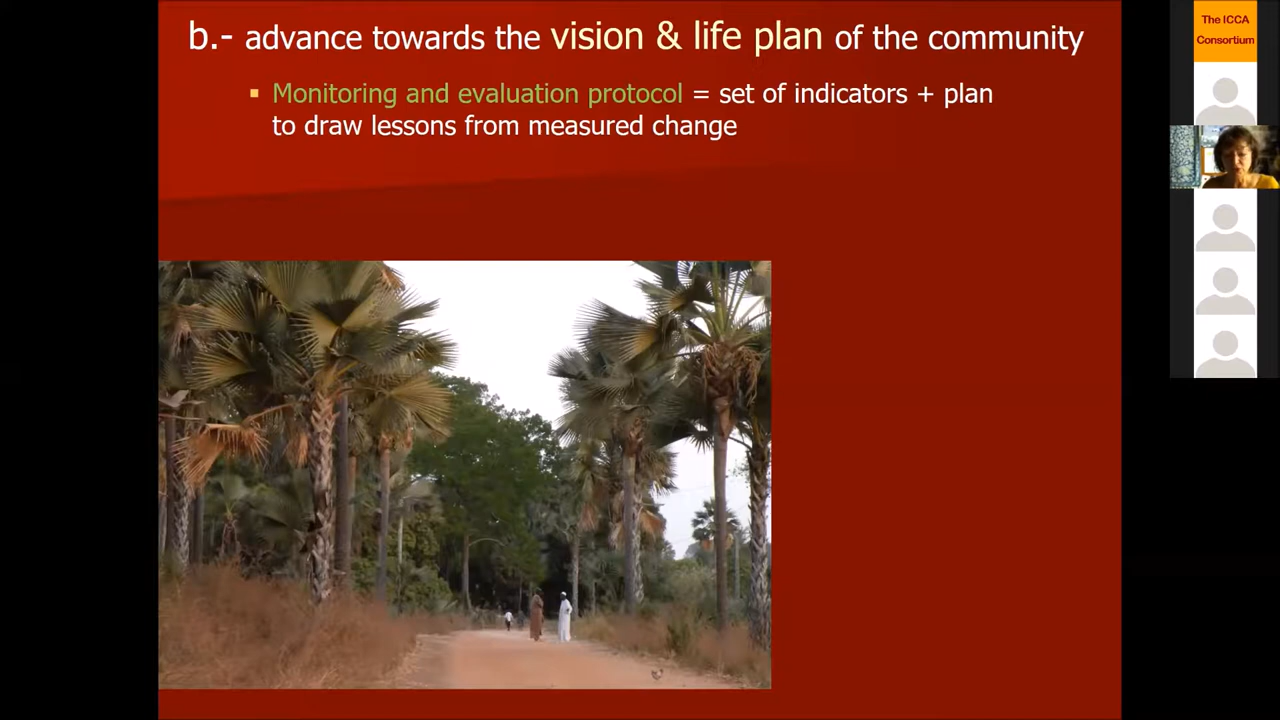 b.- advance towards the vision & life plan of the community
Monitoring and evaluation protocol = set of indicators + plan
to draw lessons from measured change
The ICCA
Consortium